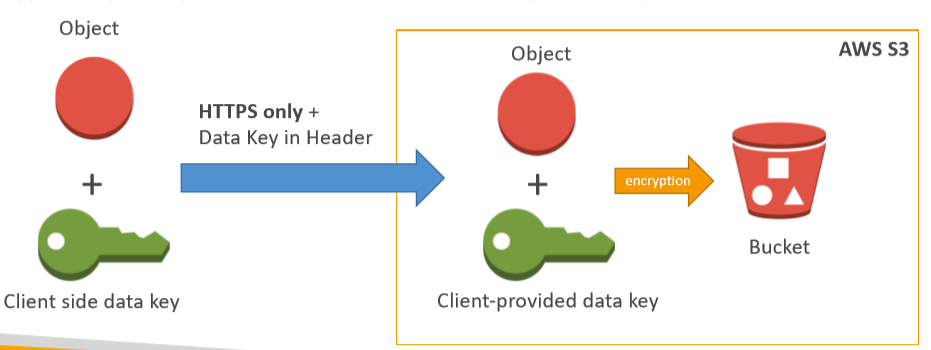 Object
AWS S3
Object
HTTPS only +
Data Key in Header
+
+
encryption
Bucket
Client side data key
Client-provided data key